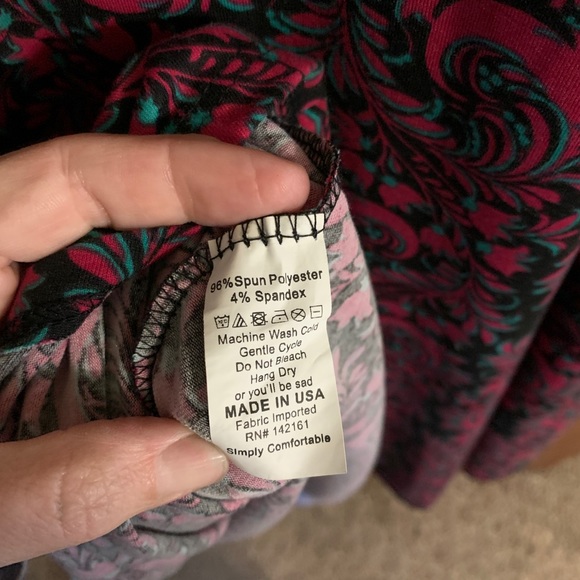 96% Spun Polyester
4% Spandex
Machine Wash Cold
Gentle Cycle
Do Not Bleach
Hang Dry
or you'll be sad
MADE IN USA
Fabric Imported
RN# 142161
Simply Comfortable